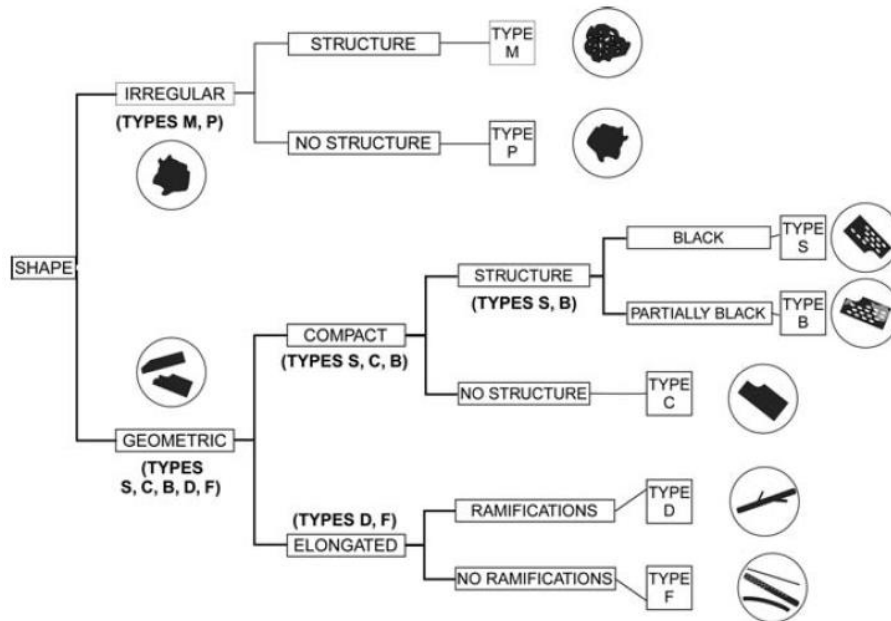 STRUCTURE
TYPE
M
IRREGULAR
(TYPES M, P)
NO STRUCTURE
TYPE
P
SHAPE
BLACK
TYPE
S
STRUCTURE
(TYPES S, B)
PARTIALLY BLACK
TYPE
B
COMPACT
(TYPES S, C, B)
NO STRUCTURE
TYPE
C
GEOMETRIC
(TYPES
S, C, B, D, F)
(TYPES D, F)
ELONGATED
RAMIFICATIONS
TYPE
D
NO RAMIFICATIONS
TYPE
F